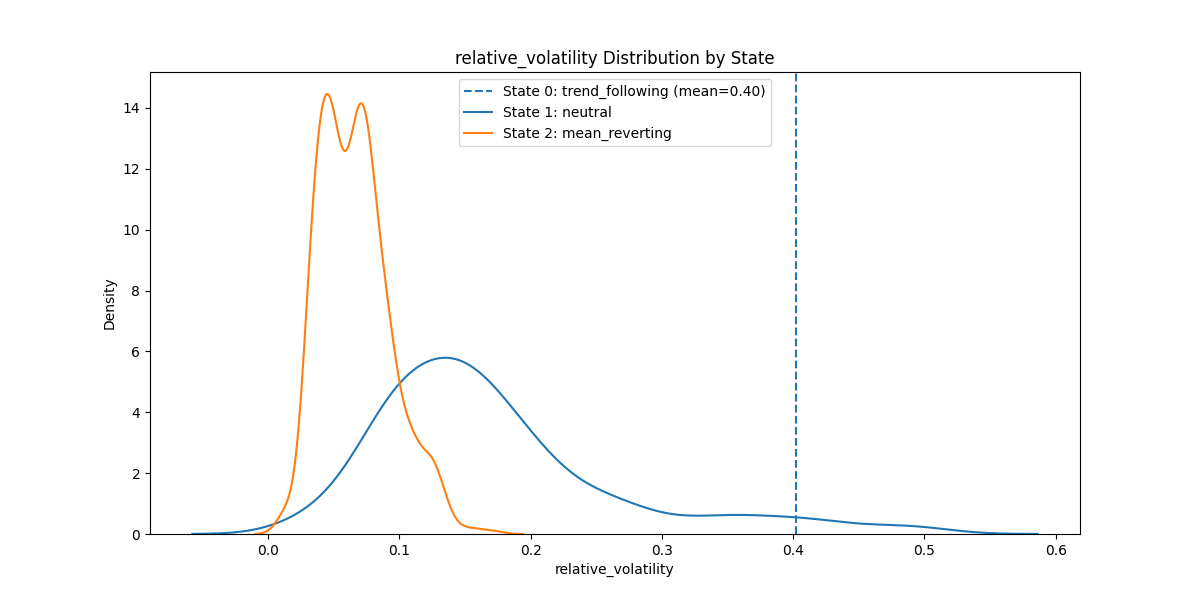 relative_volatility Distribution by State
State 0: trend_following (mean=0.40)
State 1: neutral
State 2: mean_reverting
Density
14
12
10
8
6
4
2
0
0.0 0.1 0.2 0.3 0.4 0.5 0.6
relative_volatility